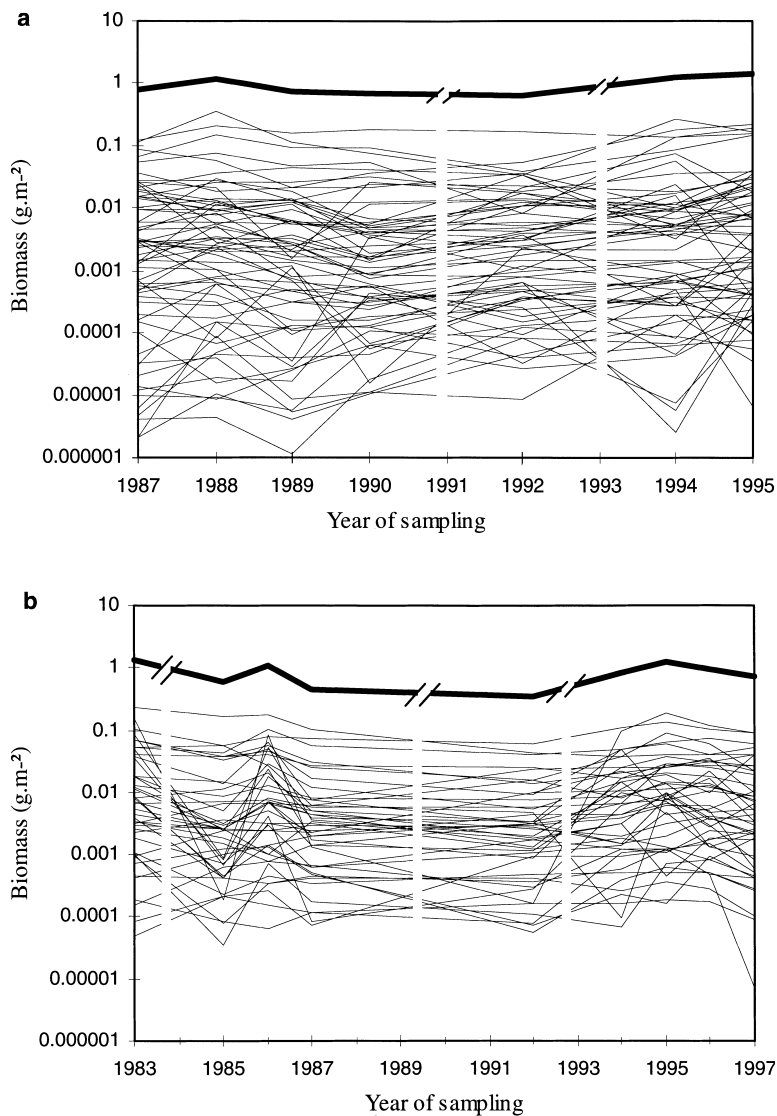 a
10
1
0.1
0.01
0.001
0.0001
0.00001
0.000001
Biomass (g.m-²)
1987 1988 1989 1990 1991 1992 1993 1994 1995
Year of sampling
b
10
1
0.1
0.01
0.001
0.0001
0.00001
0.000001
Biomass (g.m-²)
1983 1985 1987 1989 1991 1993 1995 1997
Year of sampling